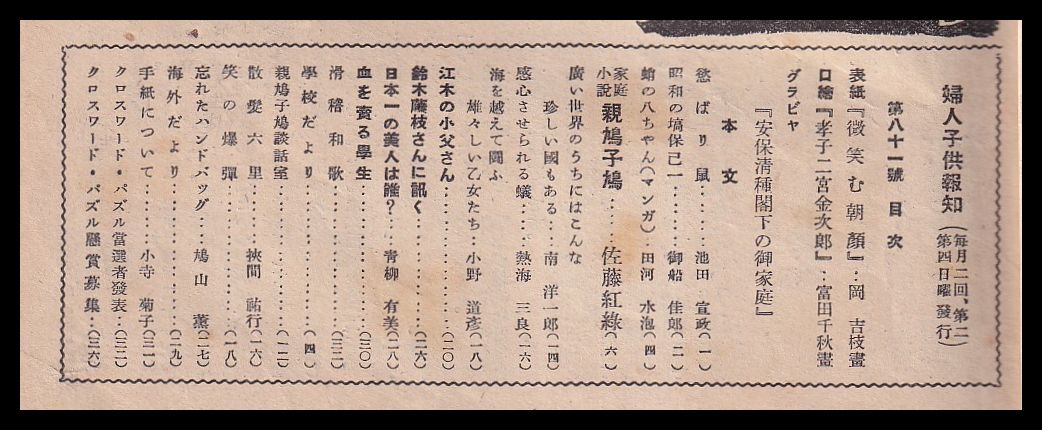 婦人子供報知（每月二回、第二第四日曜發行）
第八十一號　目次
表紙『微笑む朝顏』‥岡　吉枝畫
口繪『孝子二宮金次郎』‥富田千秋畫
グラビヤ
『安保淸種閣下の御家庭』
本文
慾ばり鼠……池田　宣政（一）
昭和の塙保己一……御船　佳郎（二）
蛸の八ちやん（マンガ）‥田河　水泡（四）
家庭小說　親鳩子鳩……佐藤紅綠（六）
廣い世界のうちにはこんな
珍しい國もある‥南　洋一郎（一四）
感心させられる蟻……熱海　三良（一六）
海を越えて鬪ふ
雄々しい乙女たち‥小野　道彥（一八）
江木の小父さん……（二〇）
鈴木藤枝さんに訊く……（二六）
日本一の美人は誰？……靑柳　有美（二八）
血を賣る學生……（三〇）
滑稽和歌……（三二）
學校だより……（四）
親鳩子鳩談話室……（一二）
散髮六里……挾間　祐行（一六）
笑の爆彈……（一八）
忘れたハンドバッグ……鳩山　薰（二七）
海外だより……（二九）
手紙について……小寺　菊子（三一）
クロスワード・パズル當選者發表‥（三二）
クロスワード・パズル懸賞募集‥（三六）